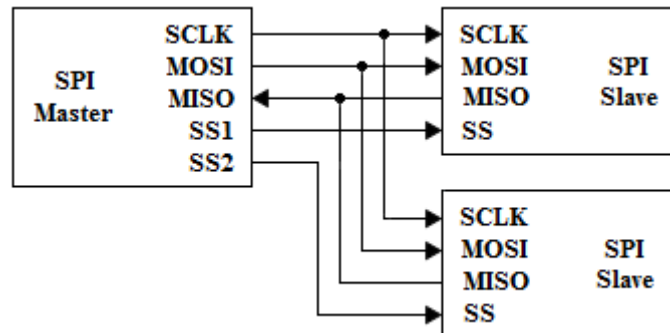 SPI
Master
SCLK
MOSI
MISO
SS1
SS2
SCLK
MOSI
MISO
SS
SPI
Slave
SCLK
MOSI
MISO
SS
SPI
Slave